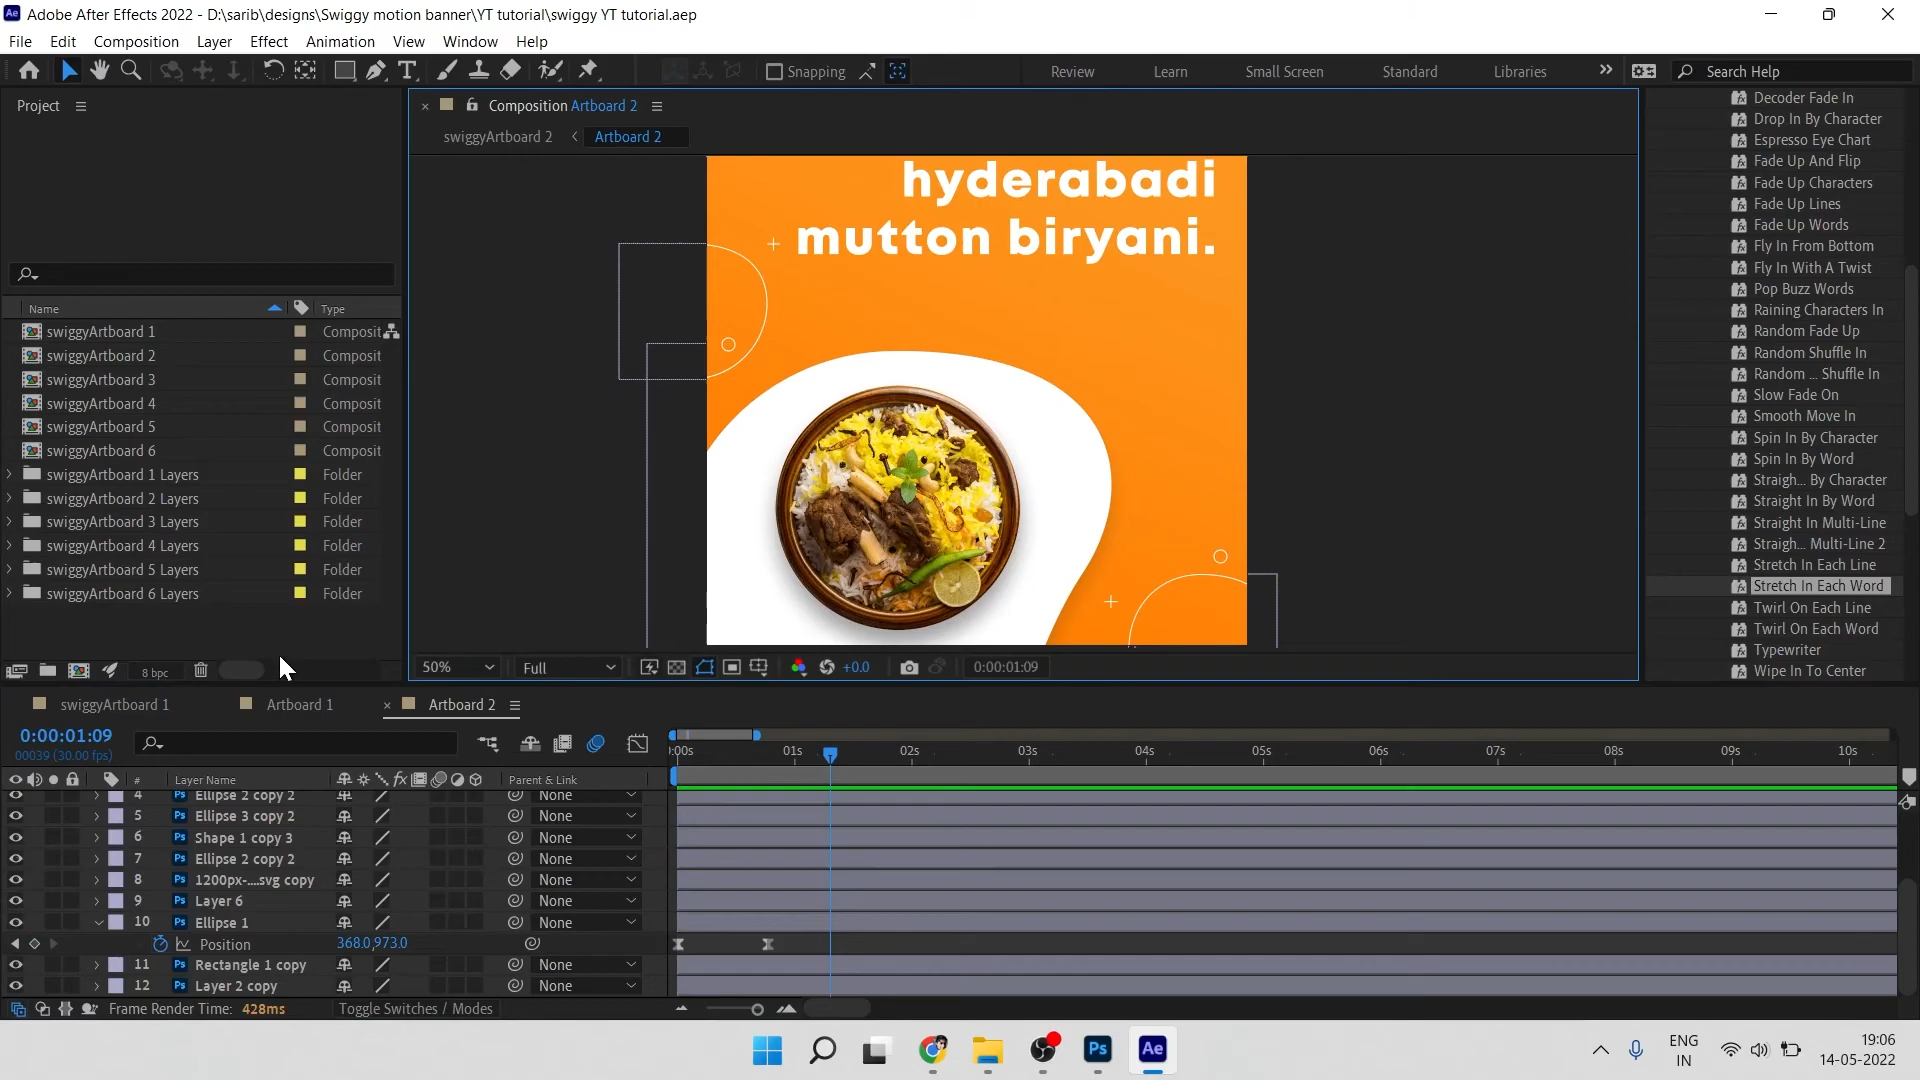 Adobe After Effects 2022 - D:\sarib\designs\Swiggy motion banner\YT tutorial\swiggy YT tutorial.aep
File Edit Composition Layer Effect Animation View Window Help
Snapping
Review Learn Small Screen Standard Libraries
Search Help
Project
Name Type
swiggyArtboard 1 Composit
swiggyArtboard 2 Composit
swiggyArtboard 3 Composit
swiggyArtboard 4 Composit
swiggyArtboard 5 Composit
swiggyArtboard 6 Composit
swiggyArtboard 1 Layers Folder
swiggyArtboard 2 Layers Folder
swiggyArtboard 3 Layers Folder
swiggyArtboard 4 Layers Folder
swiggyArtboard 5 Layers Folder
swiggyArtboard 6 Layers Folder
8 bpc
Composition Artboard 2
swiggyArtboard 2 Artboard 2
hyderabadi
mutton biryani.
50% Full +0.0 0:00:01:09
Decoder Fade In
Drop In By Character
Espresso Eye Chart
Fade Up And Flip
Fade Up Characters
Fade Up Lines
Fade Up Words
Fly In From Bottom
Fly In With A Twist
Pop Buzz Words
Raining Characters In
Random Fade Up
Random Shuffle In
Random ... Shuffle In
Slow Fade On
Smooth Move In
Spin In By Character
Spin In By Word
Straigh... By Character
Straight In By Word
Straight In Multi-Line
Straigh... Multi-Line 2
Stretch In Each Line
Stretch In Each Word
Twirl On Each Line
Twirl On Each Word
Typewriter
Wipe In To Center
swiggyArtboard 1 Artboard 1 Artboard 2
0:00:01:09
00039 (30.00 fps)
):00s 01s 02s 03s 04s 05s 06s 07s 08s 09s 10s
# Layer Name Parent & Link
4 Ps Ellipse 2 copy 2 None
5 Ps Ellipse 3 copy 2 None
6 Ps Shape 1 copy 3 None
7 Ps Ellipse 2 copy 2 None
8 Ps 1200px-....svg copy None
9 Ps Layer 6 None
10 Ps Ellipse 1 None
Position 368.0,973.0
11 Ps Rectangle 1 copy None
12 Ps Layer 2 copy None
Frame Render Time: 428ms Toggle Switches / Modes
Ps Ae
ENG
IN
19:06
14-05-2022